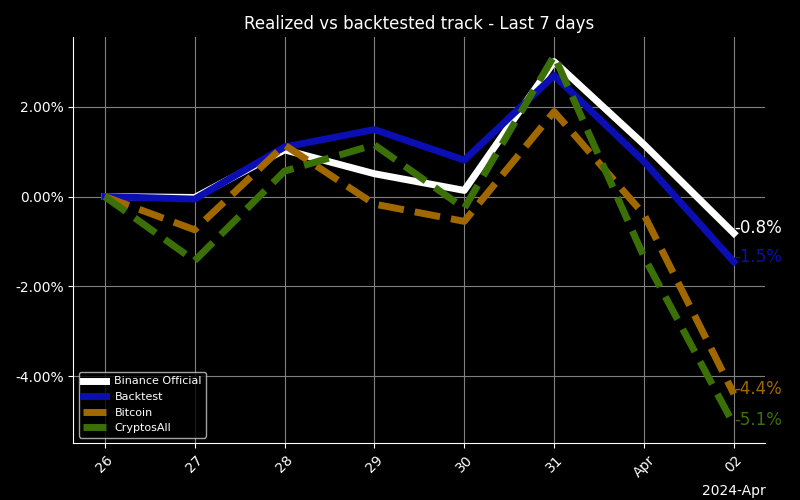 Realized vs backtested track - Last 7 days
2.00%
0.00%
-2.00%
-4.00%
-0.8%
-1.5%
-4.4%
-5.1%
Binance Official
Backtest
Bitcoin
CryptosAll
26
27
28
29
30
31
Apr
02
2024-Apr